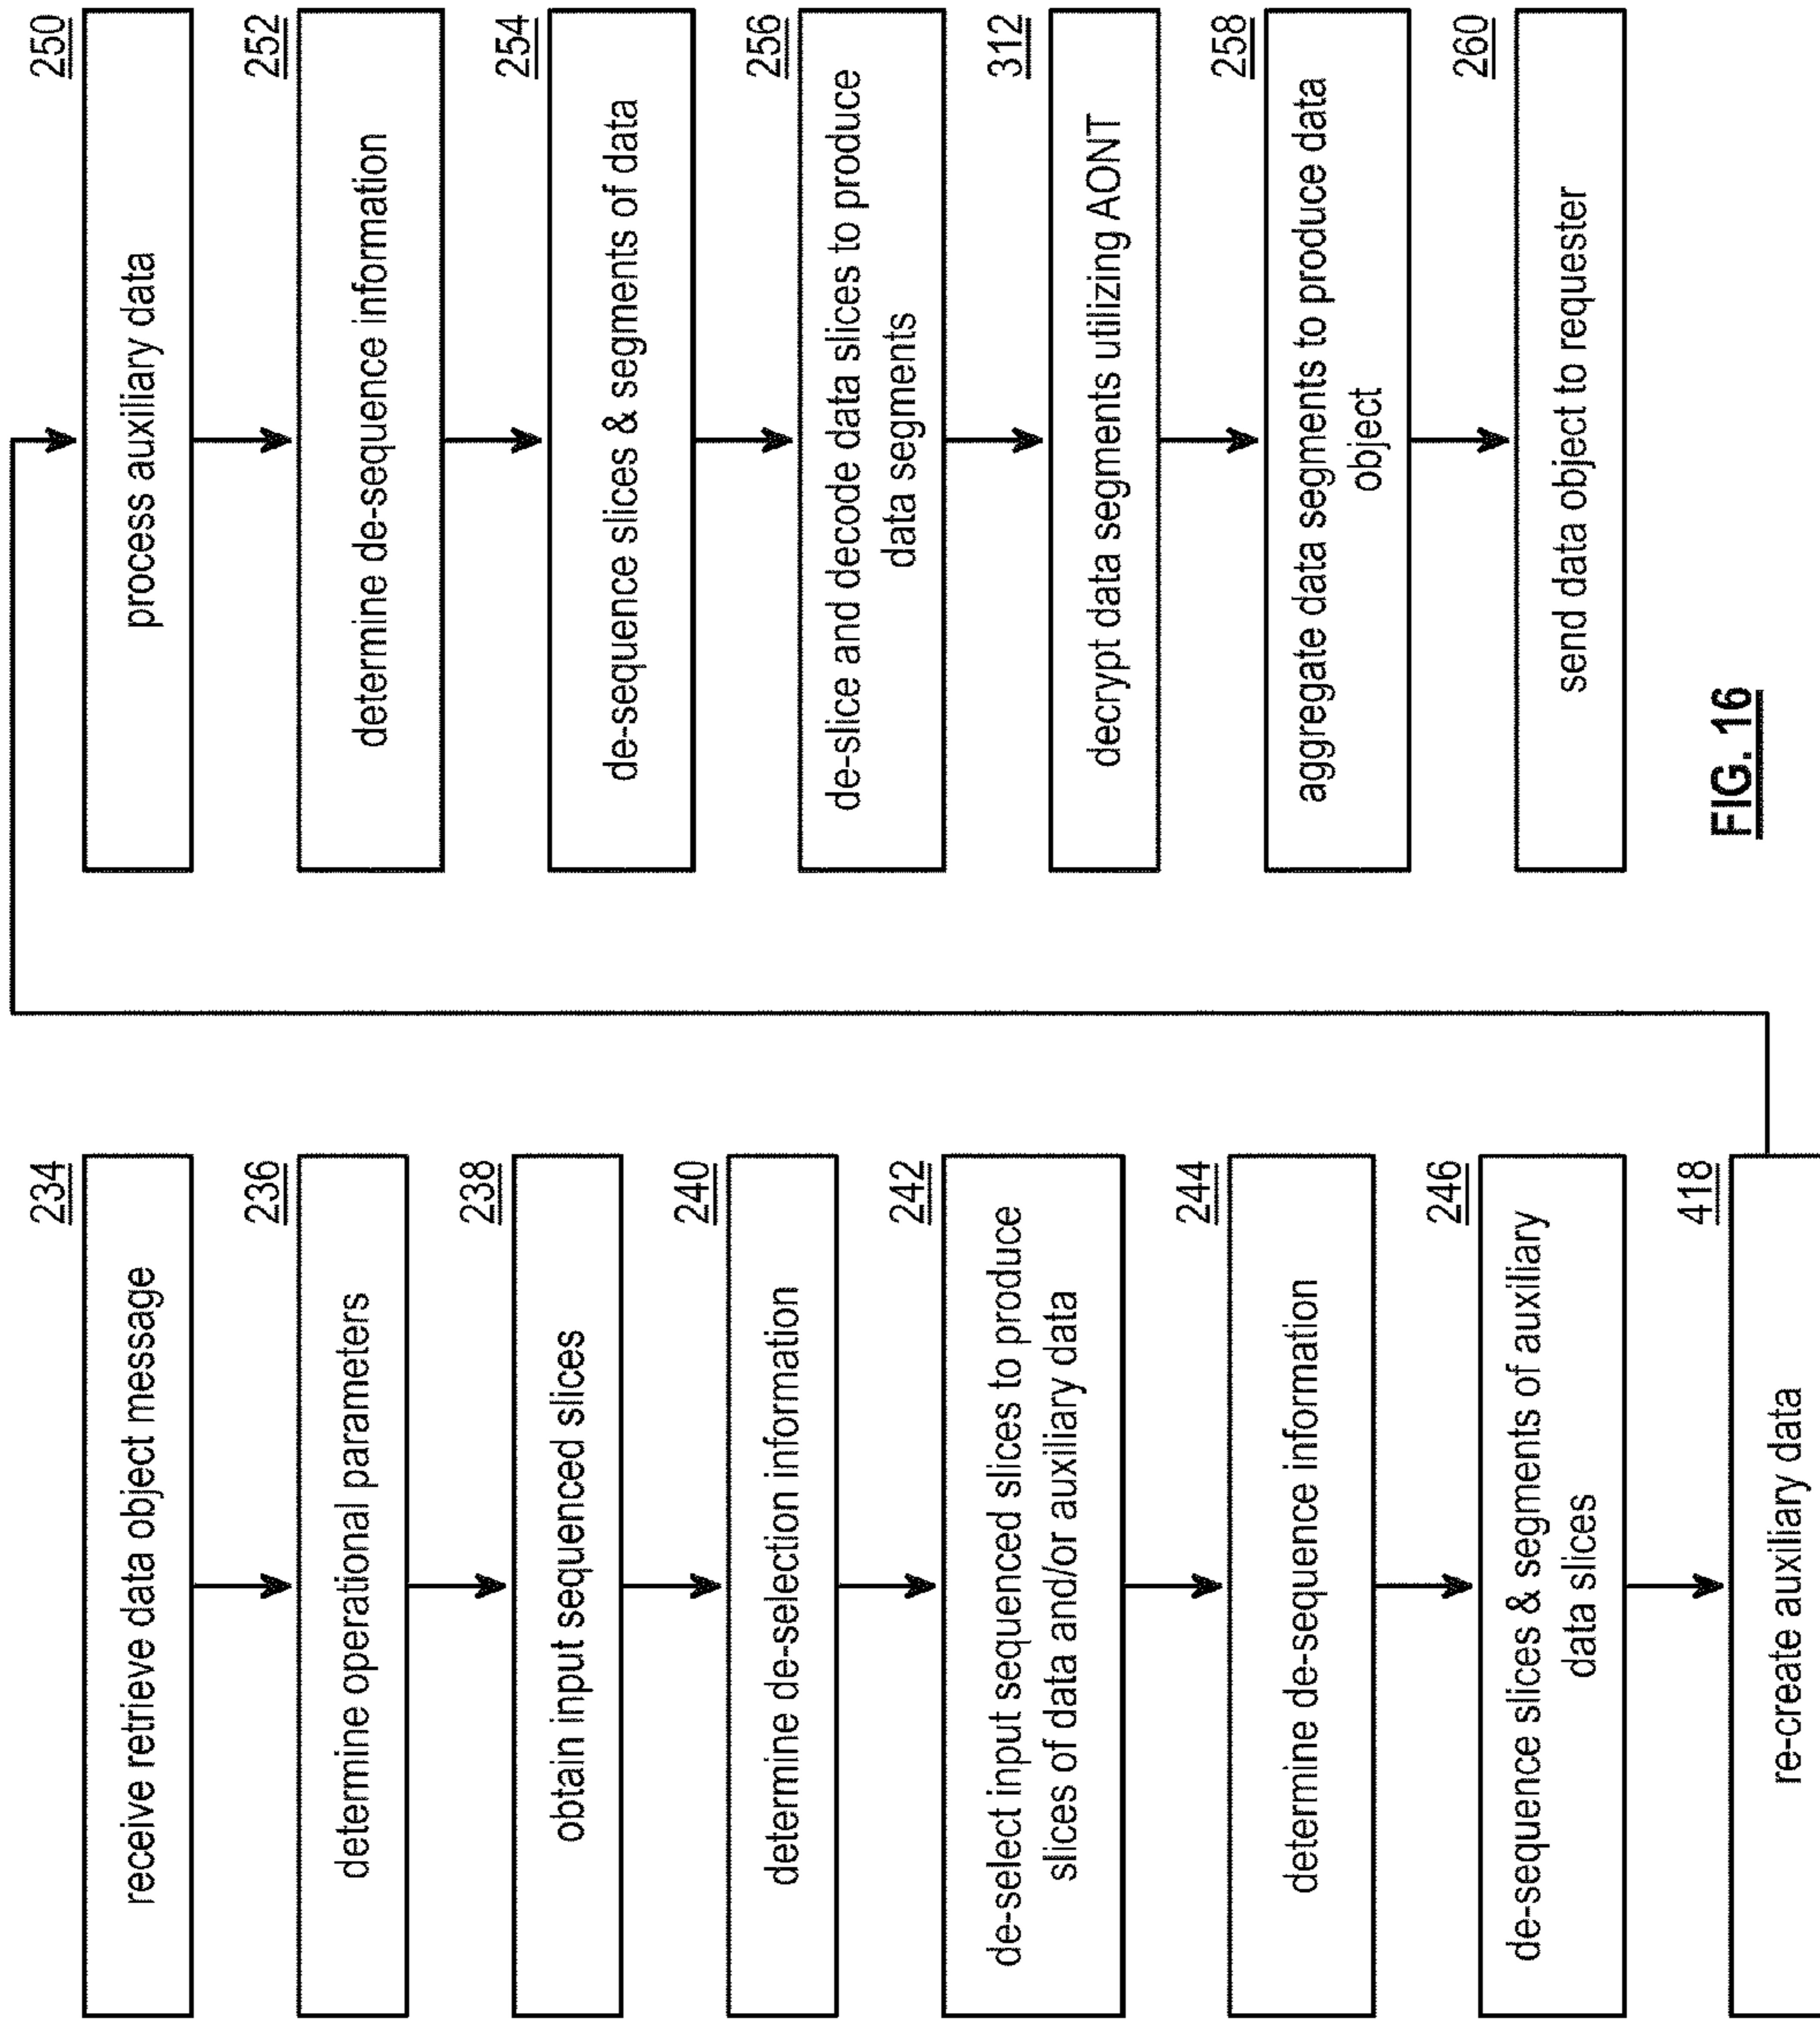 234
receive retrieve data object message
236
determine operational parameters
238
obtain input sequenced slices
240
determine de-selection information
242
de-select input sequenced slices to produce
slices of data and/or auxiliary data
244
determine de-sequence information
246
de-sequence slices & segments of auxiliary
data slices
418
re-create auxiliary data
250
process auxiliary data
252
determine de-sequence information
254
de-sequence slices & segments of data
256
de-slice and decode data slices to produce
data segments
312
decrypt data segments utilizing AONT
258
aggregate data segments to produce data
object
260
send data object to requester
FIG. 16